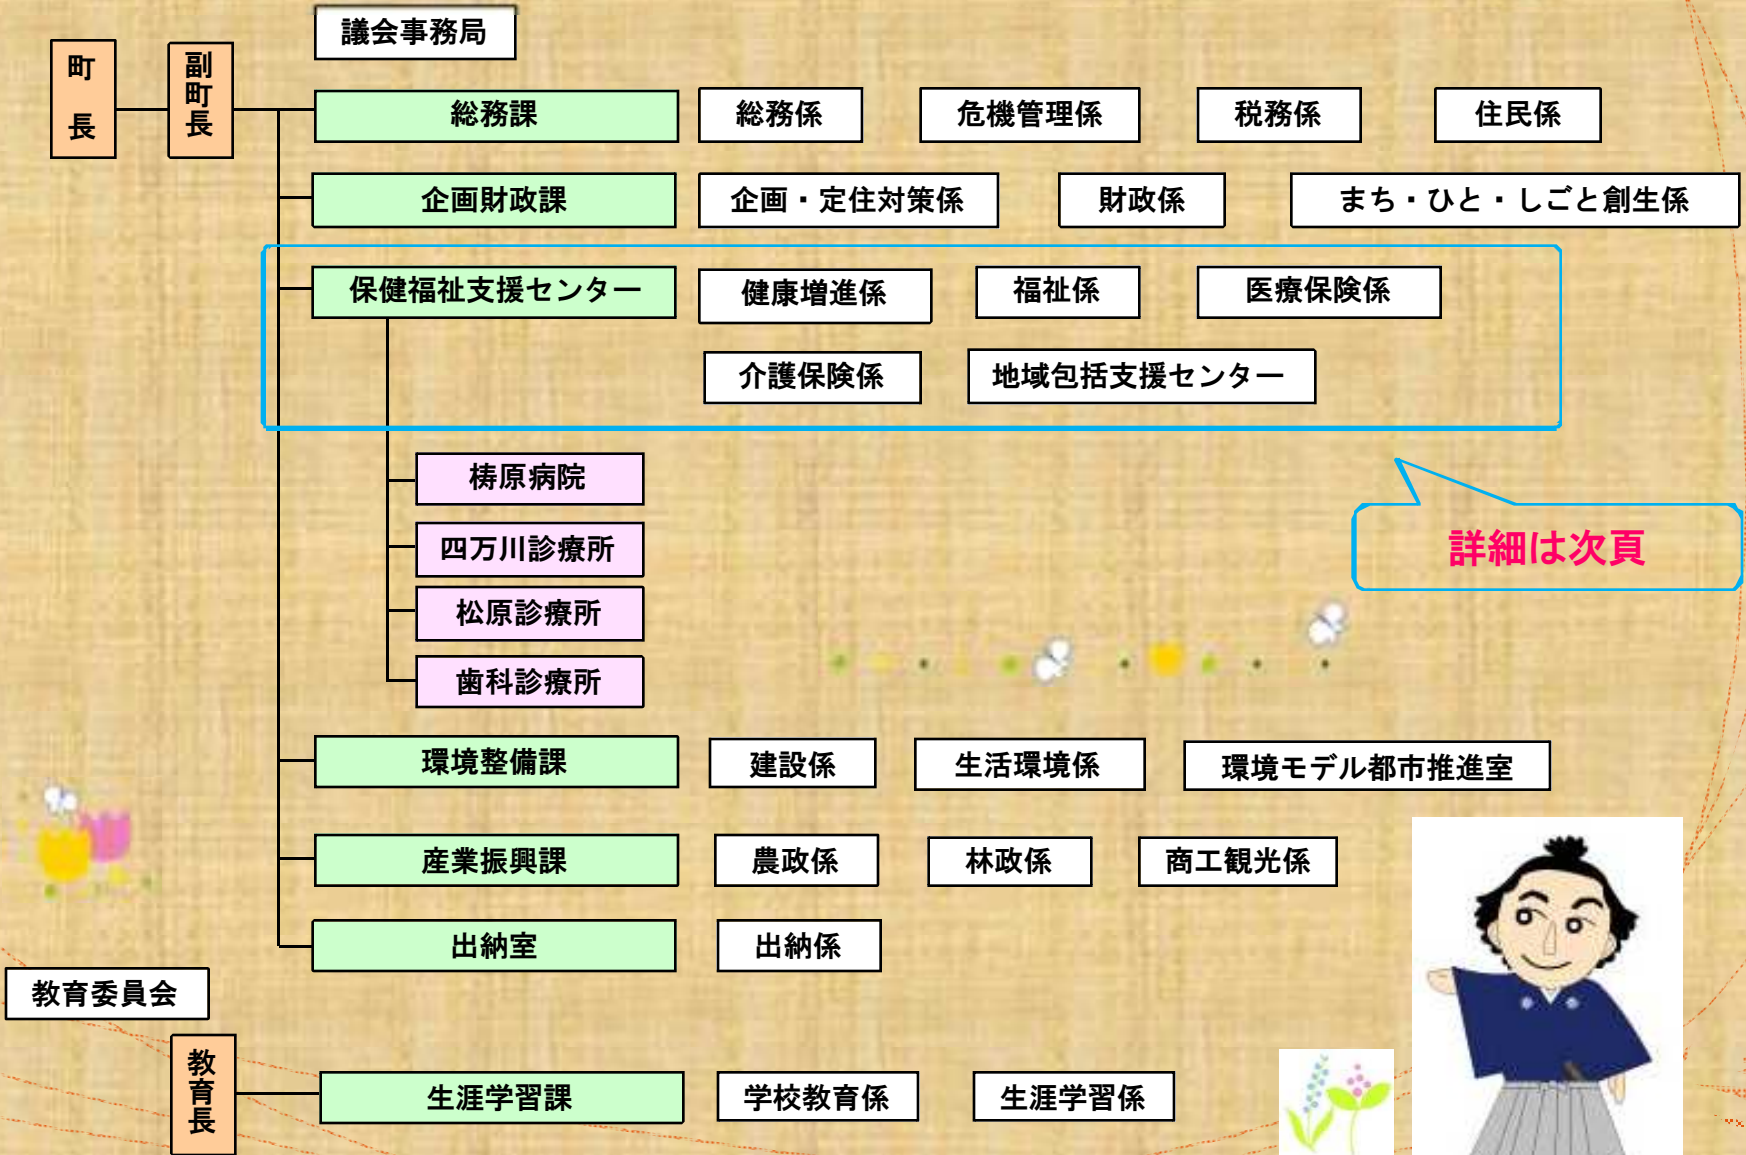 議会事務局
町長
副町長
総務課
総務係
危機管理係
税務係
住民係
企画財政課
企画・定住対策係
財政係
まち・ひと・しごと創生係
保健福祉支援センター
健康増進係
福祉係
医療保険係
介護保険係
地域包括支援センター
梼原病院
四万川診療所
松原診療所
歯科診療所
詳細は次頁
環境整備課
建設係
生活環境係
環境モデル都市推進室
産業振興課
農政係
林政係
商工観光係
出納室
出納係
教育委員会
教育長
生涯学習課
学校教育係
生涯学習係